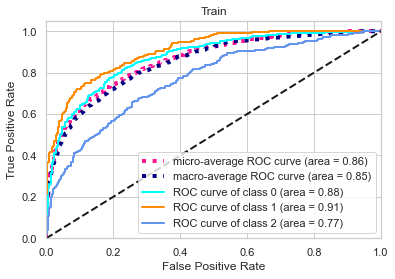 Train
True Positive Rate
1.0
0.8
0.6
0.4
0.2
0.0
micro-average ROC curve (area = 0.86)
macro-average ROC curve (area = 0.85)
ROC curve of class 0 (area = 0.88)
ROC curve of class 1 (area = 0.91)
ROC curve of class 2 (area = 0.77)
0.0 0.2 0.4 0.6 0.8 1.0
False Positive Rate